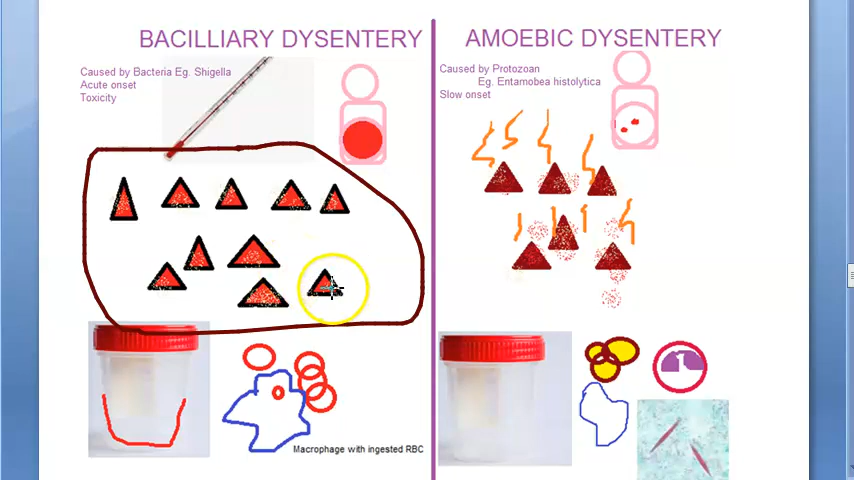 BACILLIARY DYSENTERY
Caused by Bacteria Eg. Shigella
Acute onset
Toxicity
Macrophage with ingested RBC
AMOEBIC DYSENTERY
Caused by Protozoan
Eg. Entamobea histolytica
Slow onset